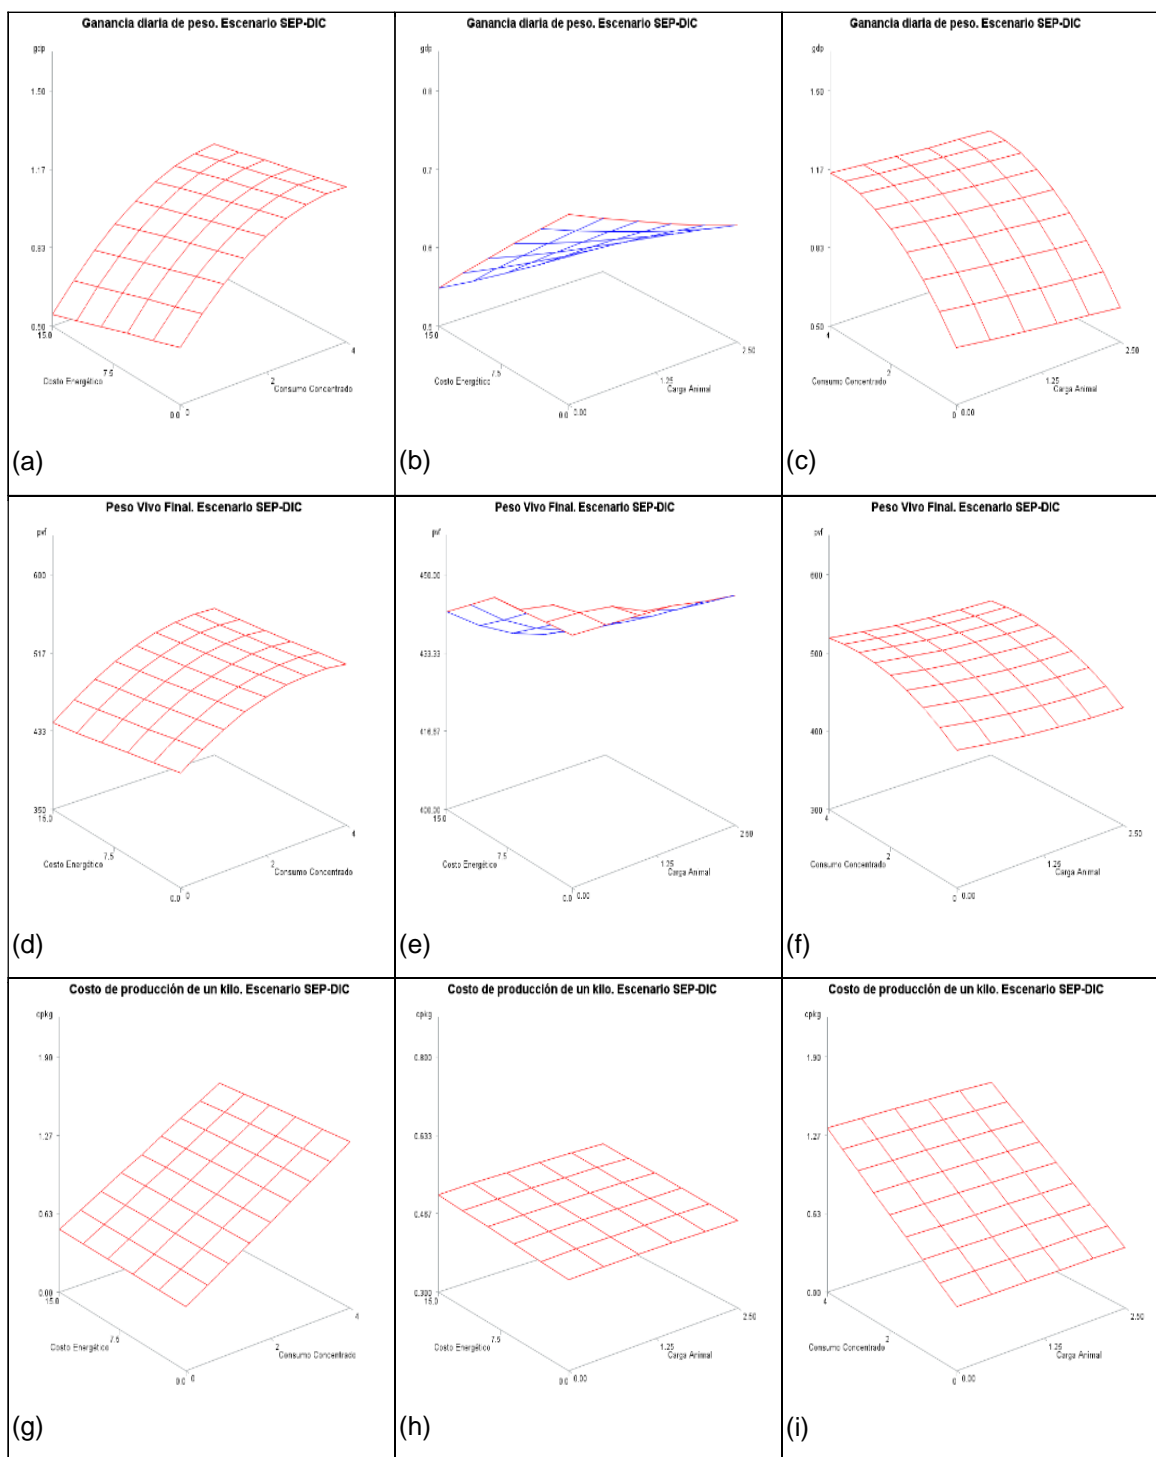 Ganancia diaria de peso. Escenario SEP-DIC
gdp
1.50
1.17
0.83
0.50
15.0
7.5
0.0
0
2
4
Costo Energético
Consumo Concentrado
(a)
Ganancia diaria de peso. Escenario SEP-DIC
gdp
0.8
0.7
0.6
0.5
15.0
7.5
0.0
0.00
1.25
2.50
Costo Energético
Carga Animal
(b)
Ganancia diaria de peso. Escenario SEP-DIC
gdp
1.50
1.17
0.83
0.50
4
2
0
0.00
1.25
2.50
Consumo Concentrado
Carga Animal
(c)
Peso Vivo Final. Escenario SEP-DIC
pvf
600
517
433
350
15.0
7.5
0.0
0
2
4
Costo Energético
Consumo Concentrado
(d)
Peso Vivo Final. Escenario SEP-DIC
pvf
450.00
433.33
416.67
400.00
15.0
7.5
0.0
0.00
1.25
2.50
Costo Energético
Carga Animal
(e)
Peso Vivo Final. Escenario SEP-DIC
pvf
600
500
400
300
4
2
0
0.00
1.25
2.50
Consumo Concentrado
Carga Animal
(f)
Costo de producción de un kilo. Escenario SEP-DIC
cpkg
1.90
1.27
0.63
0.00
15.0
7.5
0.0
0
2
4
Costo Energético
Consumo Concentrado
(g)
Costo de producción de un kilo. Escenario SEP-DIC
cpkg
0.800
0.633
0.467
0.300
15.0
7.5
0.0
0.00
1.25
2.50
Costo Energético
Carga Animal
(h)
Costo de producción de un kilo. Escenario SEP-DIC
cpkg
1.90
1.27
0.63
0.00
4
2
0
0.00
1.25
2.50
Consumo Concentrado
Carga Animal
(i)